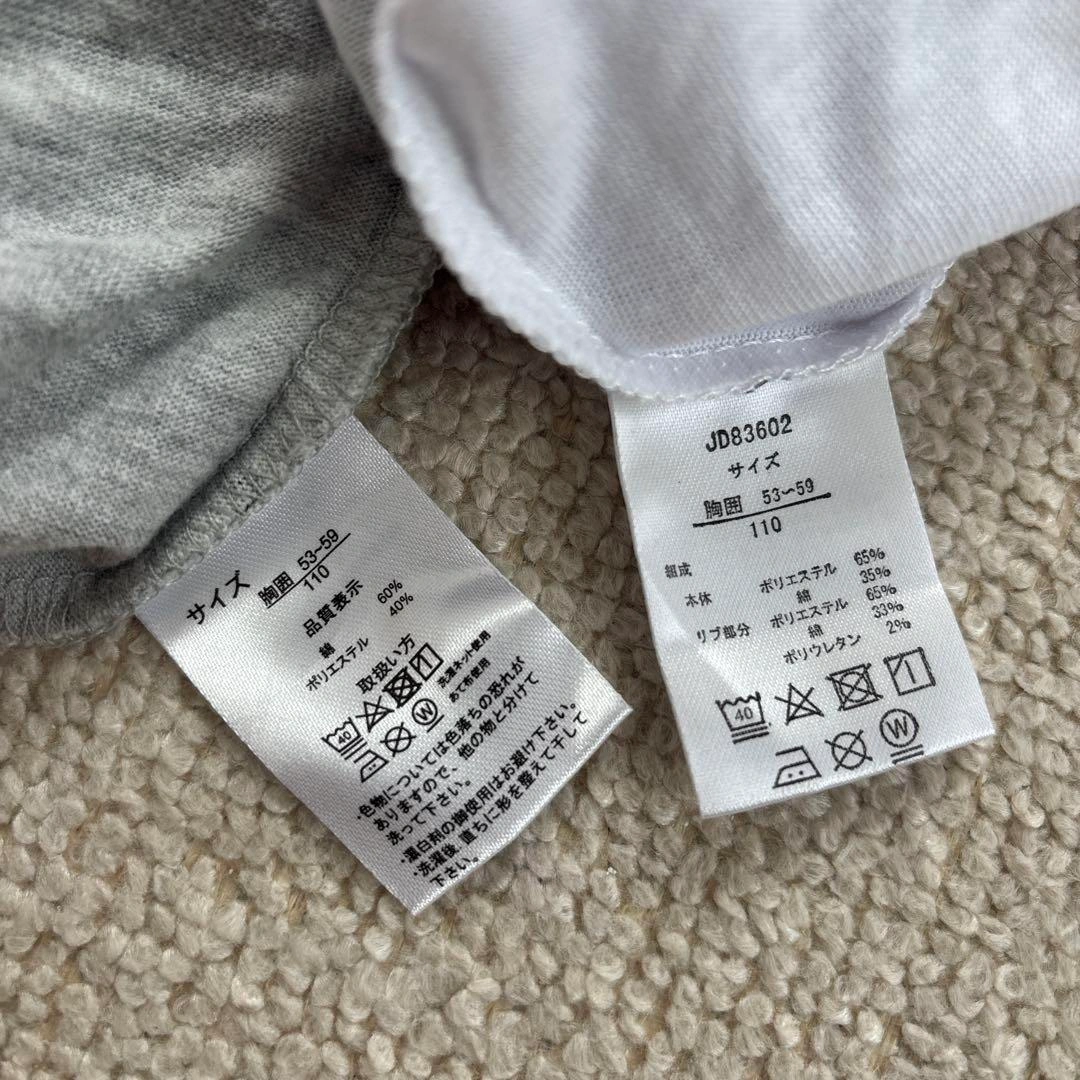 サイズ
胸囲 53~59
110
品質表示
綿 60%
ポリエステル 40%
取扱い方
40
洗濯ネット使用
あて布使用
W
・色物については色落ちの恐れが
ありますので、他の物と分けて
洗って下さい。
・漂白剤の御使用はお避け下さい。
・洗濯後、直ちに形を整えて干して
下さい。
JD83602
サイズ
胸囲 53~59
110
組成
本体 ポリエステル 65%
綿 35%
リブ部分 ポリエステル 65%
綿 33%
ポリウレタン 2%
40
W